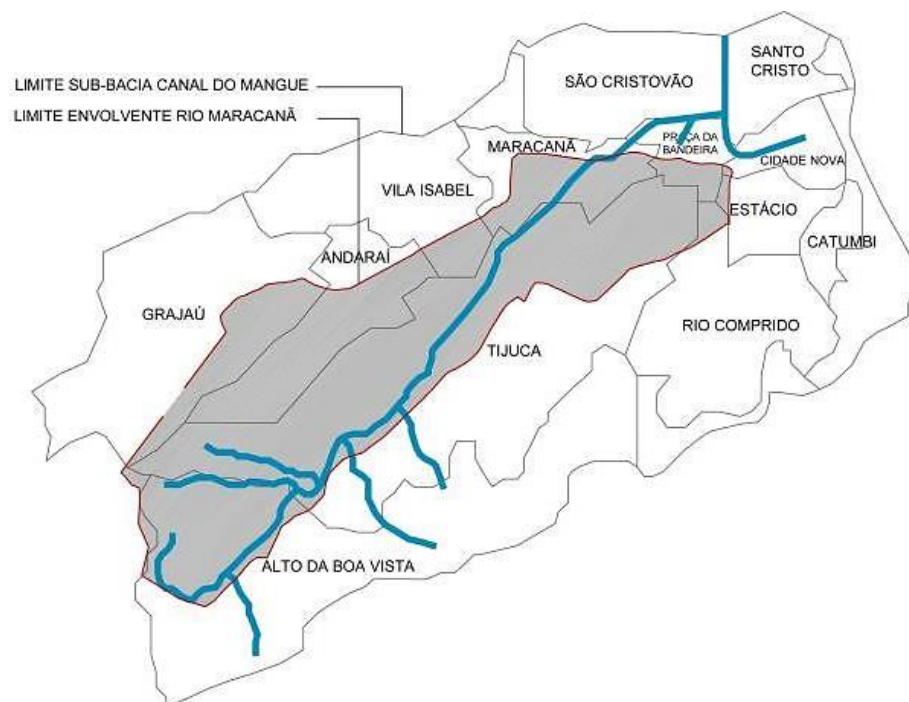 LIMITE SUB-BACIA CANAL DO MANGUE
LIMITE ENVOLVENTE RIO MARACANÃ
SANTO
CRISTO
SÃO CRISTOVÃO
PRAÇA DA
BANDEIRA
MARACANÃ
CIDADE NOVA
VILA ISABEL
ESTÁCIO
ANDARAÍ
CATUMBI
GRAJAÚ
RIO COMPRIDO
TIJUCA
ALTO DA BOA VISTA